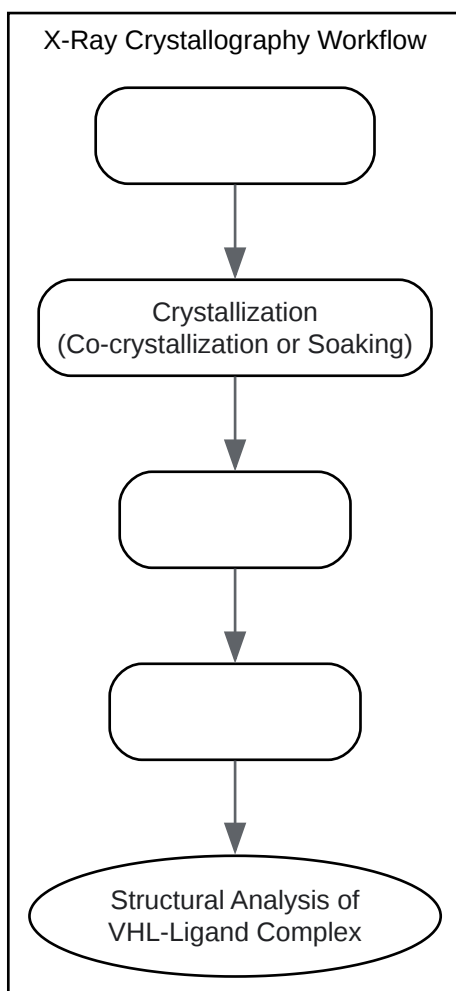 X-Ray Crystallography Workflow
Crystallization
(Co-crystallization or Soaking)
Structural Analysis of
VHL-Ligand Complex